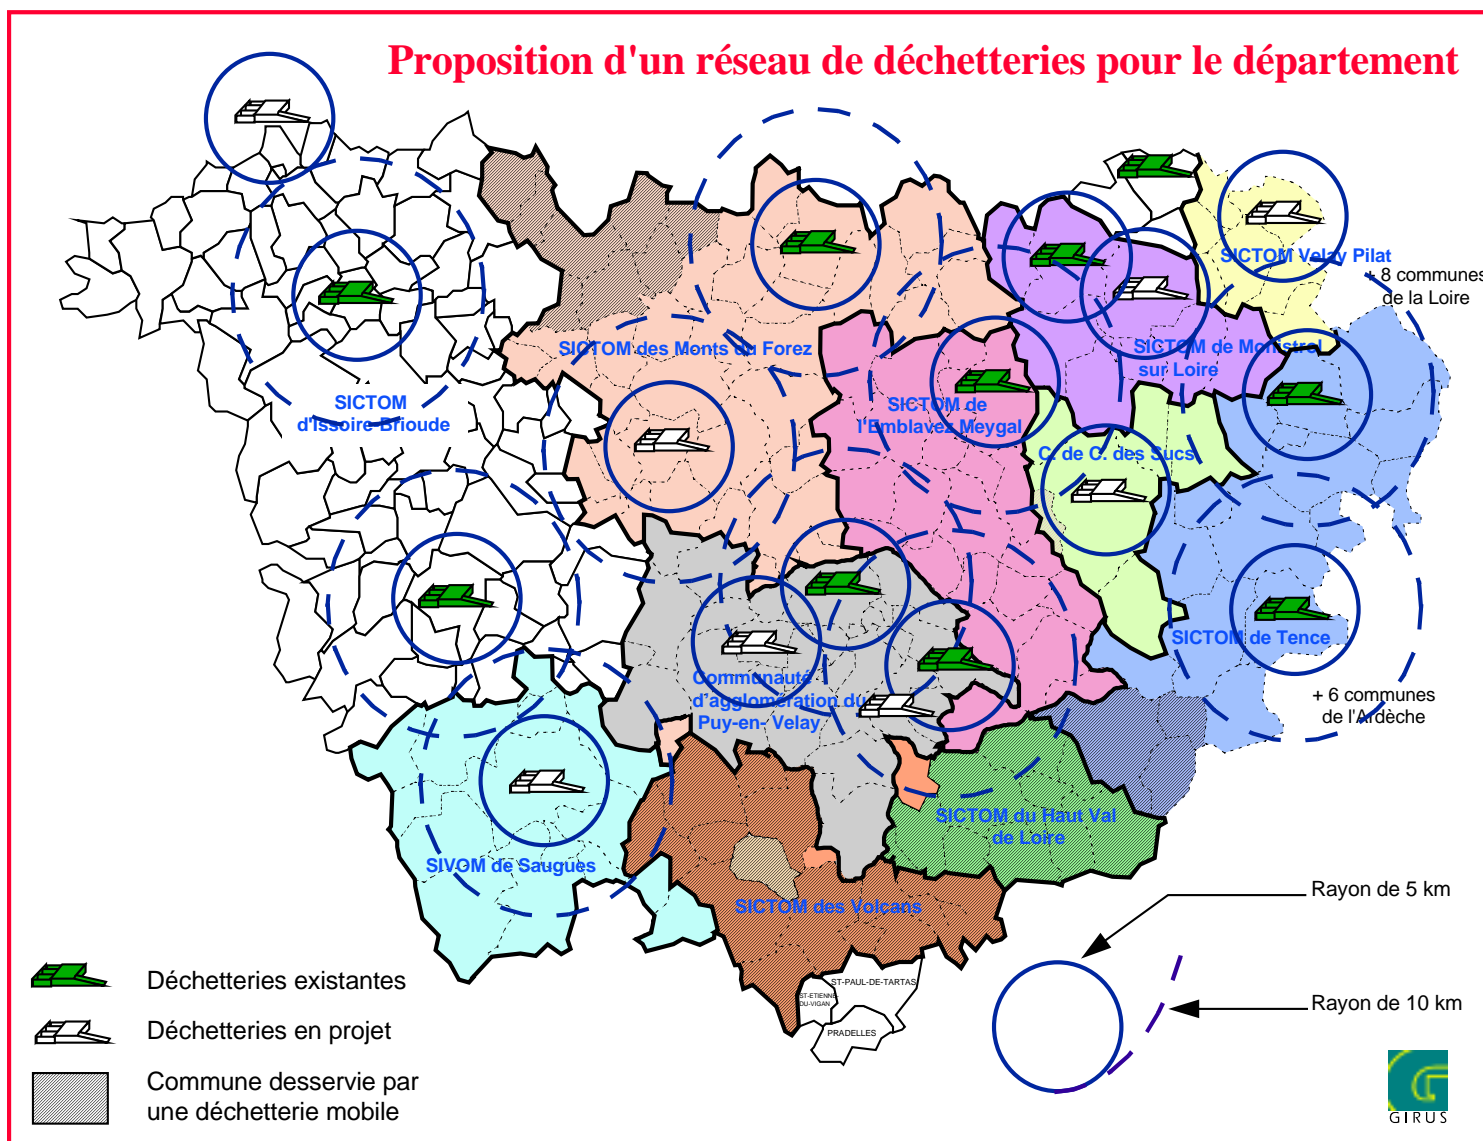 Proposition d'un réseau de déchetteries pour le département
SICTOM Velay Pilat
+ 8 communes
de la Loire
SICTOM des Monts du Forez
SICTOM de Monistrol
sur Loire
SICTOM
d'Issoire-Brioude
SICTOM de
l'Emblavez Meygal
C. de C. des Sucs
SICTOM de Tence
Communauté
d'agglomération du
Puy-en- Velay
+ 6 communes
de l'Ardèche
SICTOM du Haut Val
de Loire
SIVOM de Saugues
SICTOM des Volcans
Rayon de 5 km
Déchetteries existantes
ST-PAUL-DE-TARTAS
ST-ETIENNE-
DU-VIGAN
Rayon de 10 km
Déchetteries en projet
PRADELLES
Commune desservie par
une déchetterie mobile
GIRUS